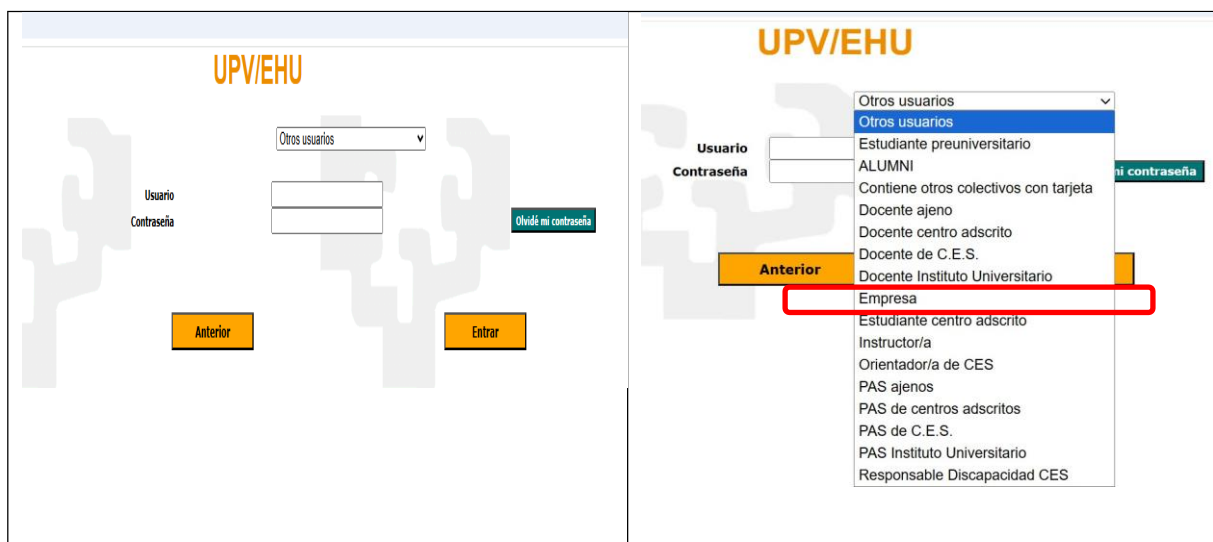 UPV/EHU
Otros usuarios
Usuario
Contraseña
Olvidé mi contraseña
Anterior
Entrar
UPV/EHU
Otros usuarios
Otros usuarios
Estudiante preuniversitario
ALUMNI
Contiene otros colectivos con tarjeta
Docente ajeno
Docente centro adscrito
Docente de C.E.S.
Docente Instituto Universitario
Empresa
Estudiante centro adscrito
Instructor/a
Orientador/a de CES
PAS ajenos
PAS de centros adscritos
PAS de C.E.S.
PAS Instituto Universitario
Responsable Discapacidad CES
Usuario
Contraseña
contraseña
Anterior